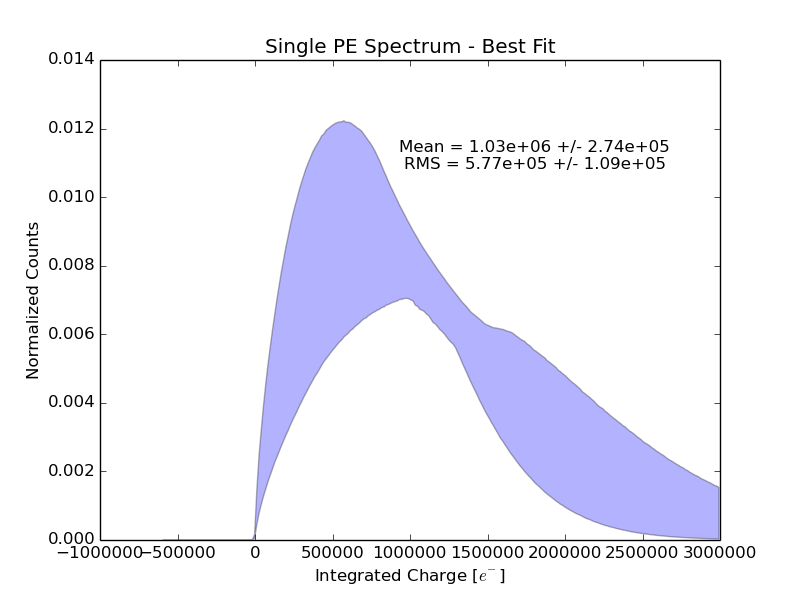 Single PE Spectrum - Best Fit
0.014
0.012
0.010
0.008
0.006
0.004
0.002
0.000
Normalized Counts
Mean = 1.03e+06 +/- 2.74e+05
RMS = 5.77e+05 +/- 1.09e+05
−1000000 −500000 0 500000 1000000 1500000 2000000 2500000 3000000
Integrated Charge [e⁻]